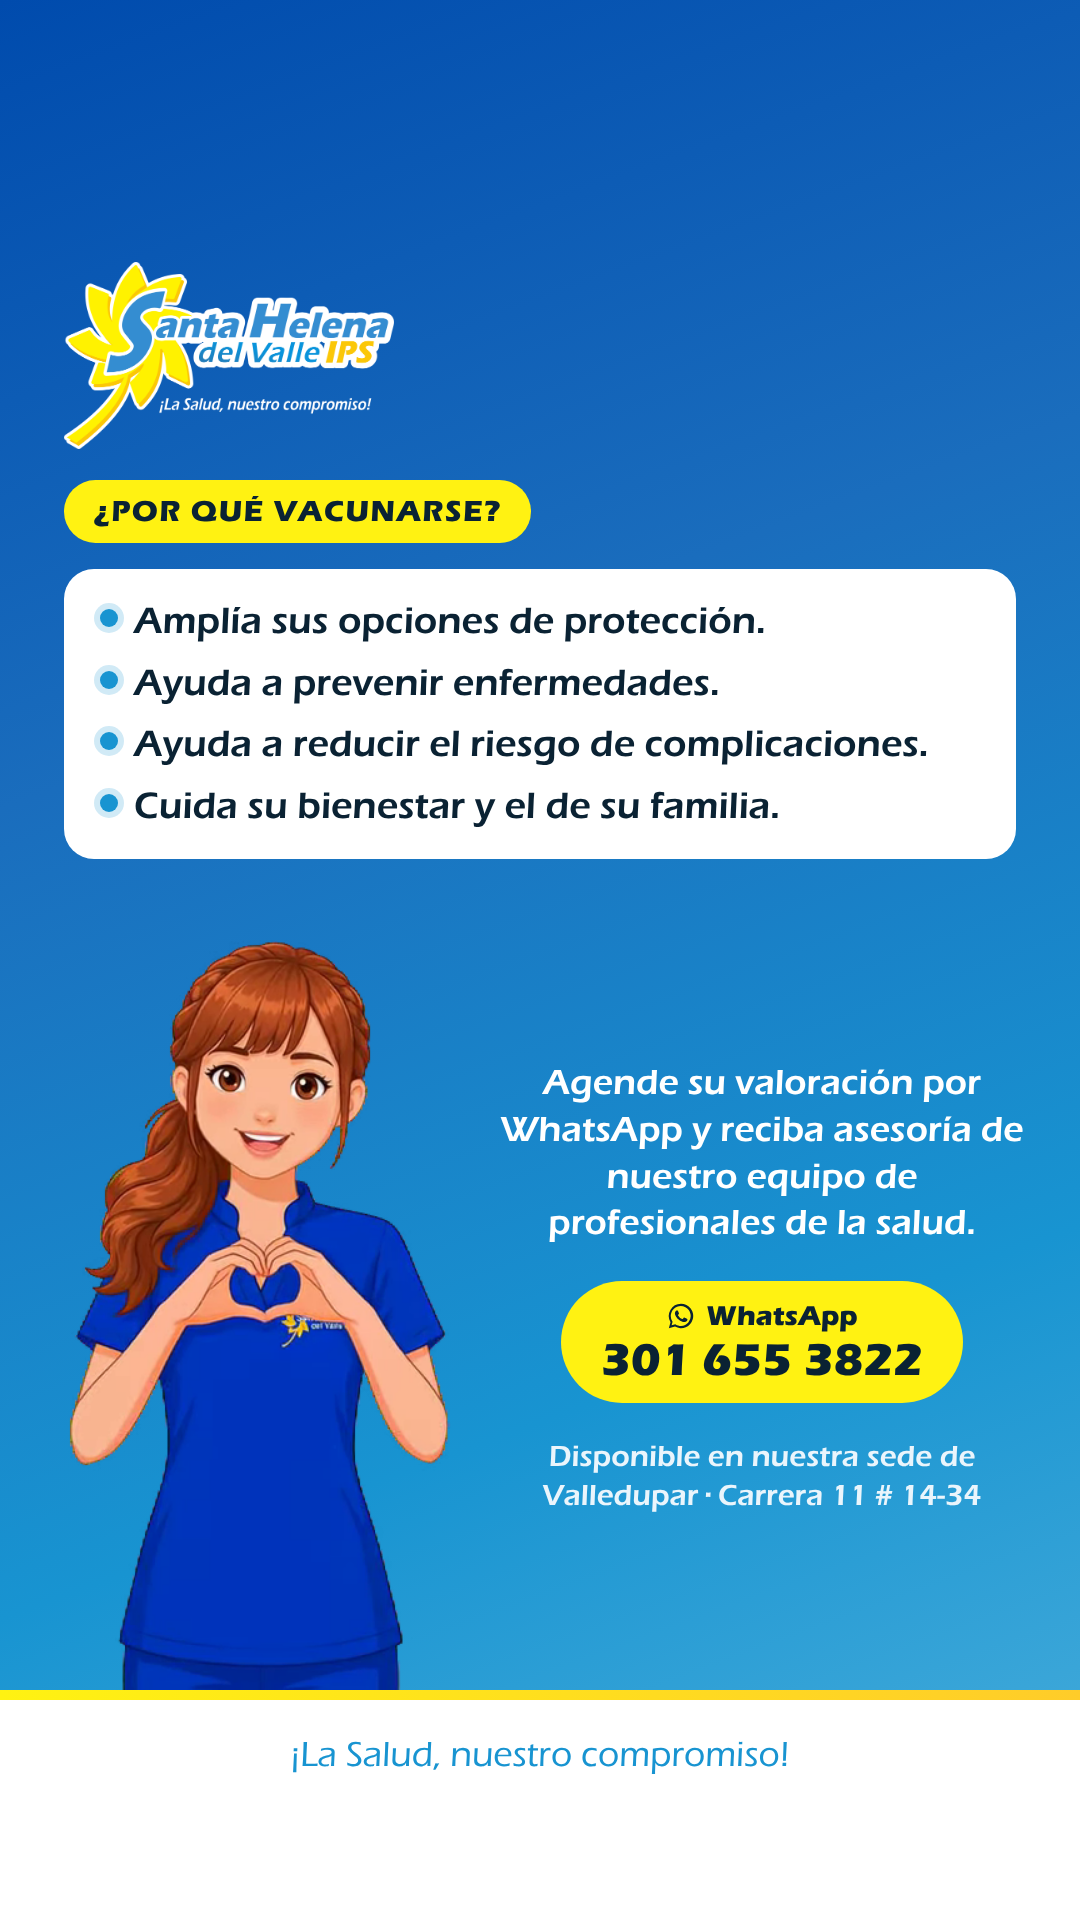 Santa Helena
del Valle IPS
¡La Salud, nuestro compromiso!
¿POR QUÉ VACUNARSE?
Amplía sus opciones de protección.
Ayuda a prevenir enfermedades.
Ayuda a reducir el riesgo de complicaciones.
Cuida su bienestar y el de su familia.
Agende su valoración por
WhatsApp y reciba asesoría de
nuestro equipo de
profesionales de la salud.
WhatsApp
301 655 3822
Disponible en nuestra sede de
Valledupar · Carrera 11 # 14-34
¡La Salud, nuestro compromiso!